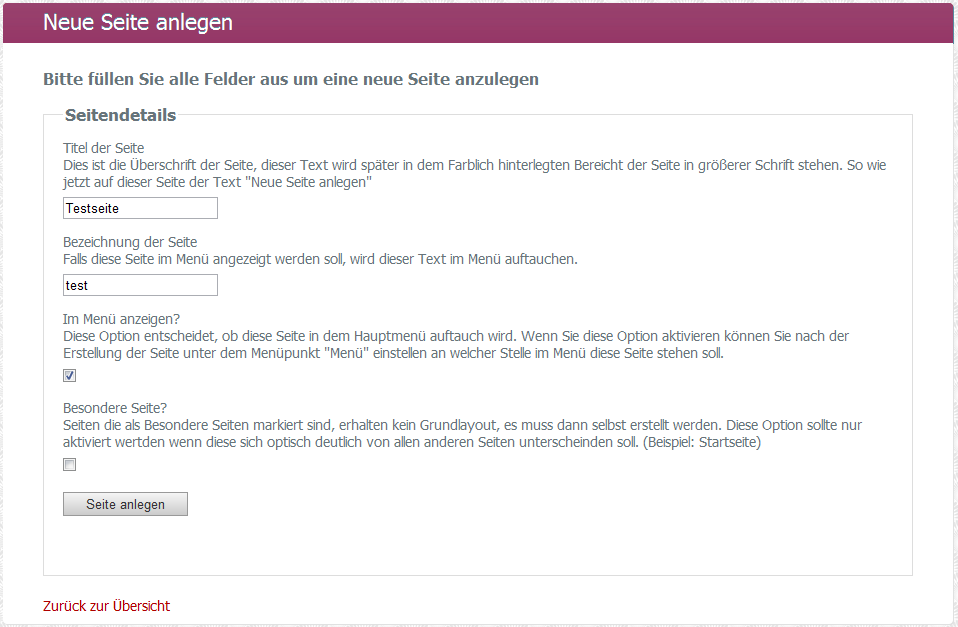 Neue Seite anlegen
Bitte füllen Sie alle Felder aus um eine neue Seite anzulegen
Seitendetails
Titel der Seite
Dies ist die Überschrift der Seite, dieser Text wird später in dem Farblich hinterlegten Bereicht der Seite in größerer Schrift stehen. So wie
jetzt auf dieser Seite der Text "Neue Seite anlegen"
Testseite
Bezeichnung der Seite
Falls diese Seite im Menü angezeigt werden soll, wird dieser Text im Menü auftauchen.
test
Im Menü anzeigen?
Diese Option entscheidet, ob diese Seite in dem Hauptmenü auftauch wird. Wenn Sie diese Option aktivieren können Sie nach der
Erstellung der Seite unter dem Menüpunkt "Menü" einstellen an welcher Stelle im Menü diese Seite stehen soll.
Besondere Seite?
Seiten die als Besondere Seiten markiert sind, erhalten kein Grundlayout, es muss dann selbst erstellt werden. Diese Option sollte nur
aktiviert wertden wenn diese sich optisch deutlich von allen anderen Seiten unterscheinden soll. (Beispiel: Startseite)
Seite anlegen
Zurück zur Übersicht